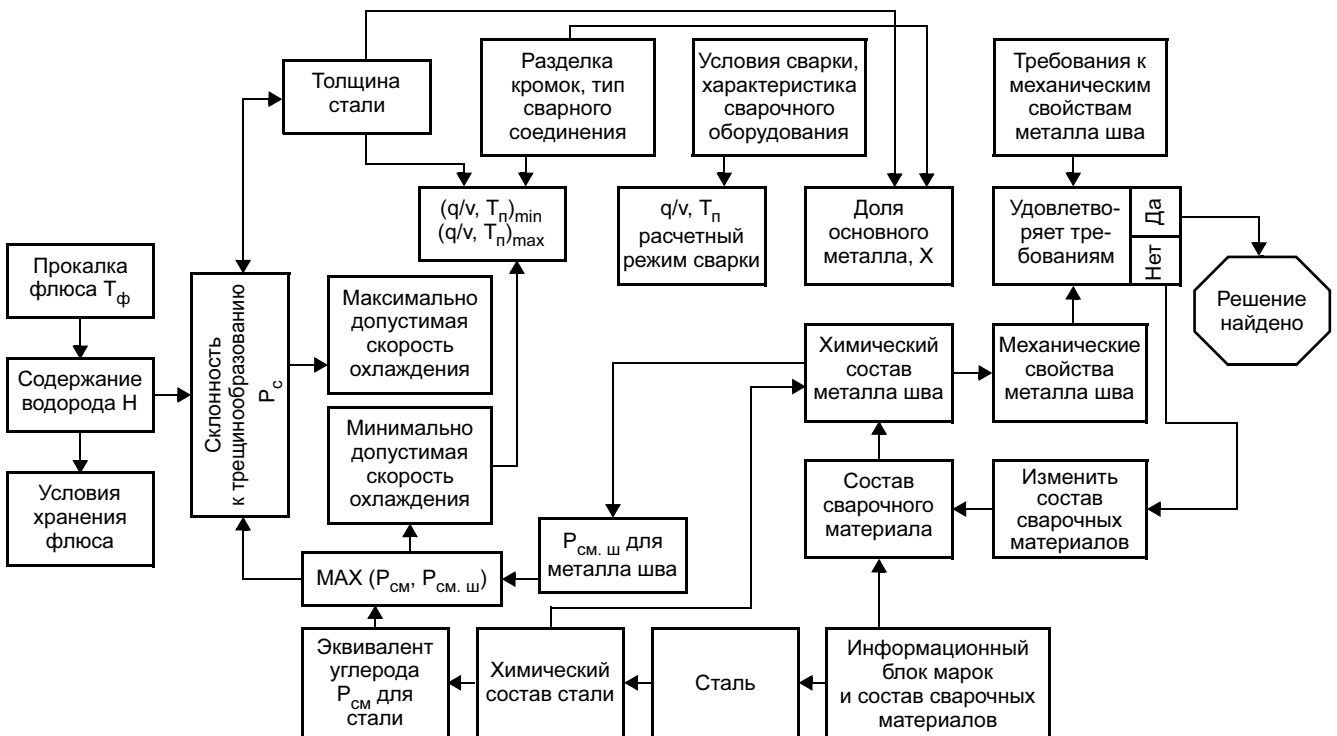 Толщина
стали
Разделка
кромок, тип
сварного
соединения
Условия сварки,
характеристика
сварочного
оборудования
Требования к
механическим
свойствам
металла шва
(q/v, Tп)min
(q/v, Tп)max
q/v, Tп
расчетный
режим сварки
Доля
основного
металла, X
Удовлетво-
ряет тре-
бованиям
Да
Нет
Решение
найдено
Прокалка
флюса Tф
Содержание
водорода H
Условия
хранения
флюса
Склонность
к трещинообразованию
Pс
Максимально
допустимая
скорость
охлаждения
Минимально
допустимая
скорость
охлаждения
Химический
состав
металла шва
Механические
свойства
металла шва
Состав
сварочного
материала
Изменить
состав
сварочных
материалов
Pсм. ш для
металла шва
MAX (Pсм, Pсм. ш)
Эквивалент
углерода
Pсм для
стали
Химический
состав стали
Сталь
Информационный
блок марок
и состав сварочных
материалов